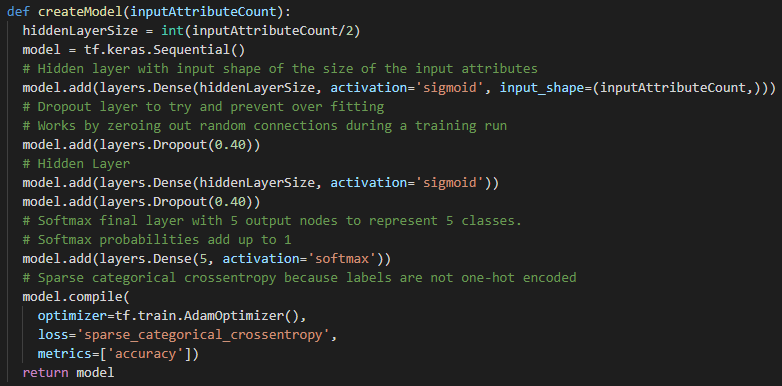 def createModel(inputAttributeCount):
  hiddenLayerSize = int(inputAttributeCount/2)
  model = tf.keras.Sequential()
  # Hidden layer with input shape of the size of the input attributes
  model.add(layers.Dense(hiddenLayerSize, activation='sigmoid', input_shape=(inputAttributeCount,)))
  # Dropout layer to try and prevent over fitting
  # Works by zeroing out random connections during a training run
  model.add(layers.Dropout(0.40))
  # Hidden Layer
  model.add(layers.Dense(hiddenLayerSize, activation='sigmoid'))
  model.add(layers.Dropout(0.40))
  # Softmax final layer with 5 output nodes to represent 5 classes.
  # Softmax probabilities add up to 1
  model.add(layers.Dense(5, activation='softmax'))
  # Sparse categorical crossentropy because labels are not one-hot encoded
  model.compile(
    optimizer=tf.train.AdamOptimizer(),
    loss='sparse_categorical_crossentropy',
    metrics=['accuracy'])
  return model